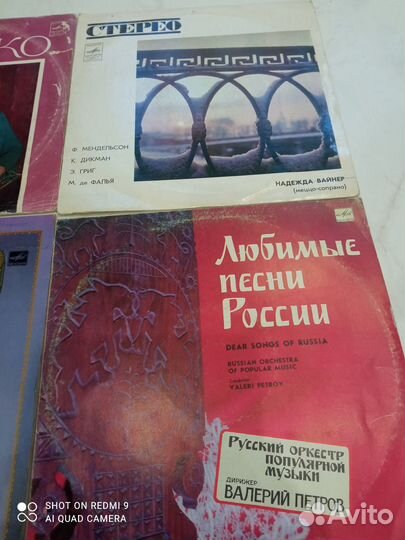 КО
СТЕРЕО
Ф. МЕНДЕЛЬСОН
К. ДИКМАН
Э. ГРИГ
М. де ФАЛЬЯ
НАДЕЖДА ВАЙНЕР
(меццо-сопрано)
Любимые
песни
России
DEAR SONGS OF RUSSIA
RUSSIAN ORCHESTRA
OF POPULAR MUSIC
Conductor
VALERI PETROV
Русский оркестр
популярной
музыки
ДИРИЖЕР
ВАЛЕРИЙ ПЕТРОВ
SHOT ON REDMI 9
AI QUAD CAMERA
Avito